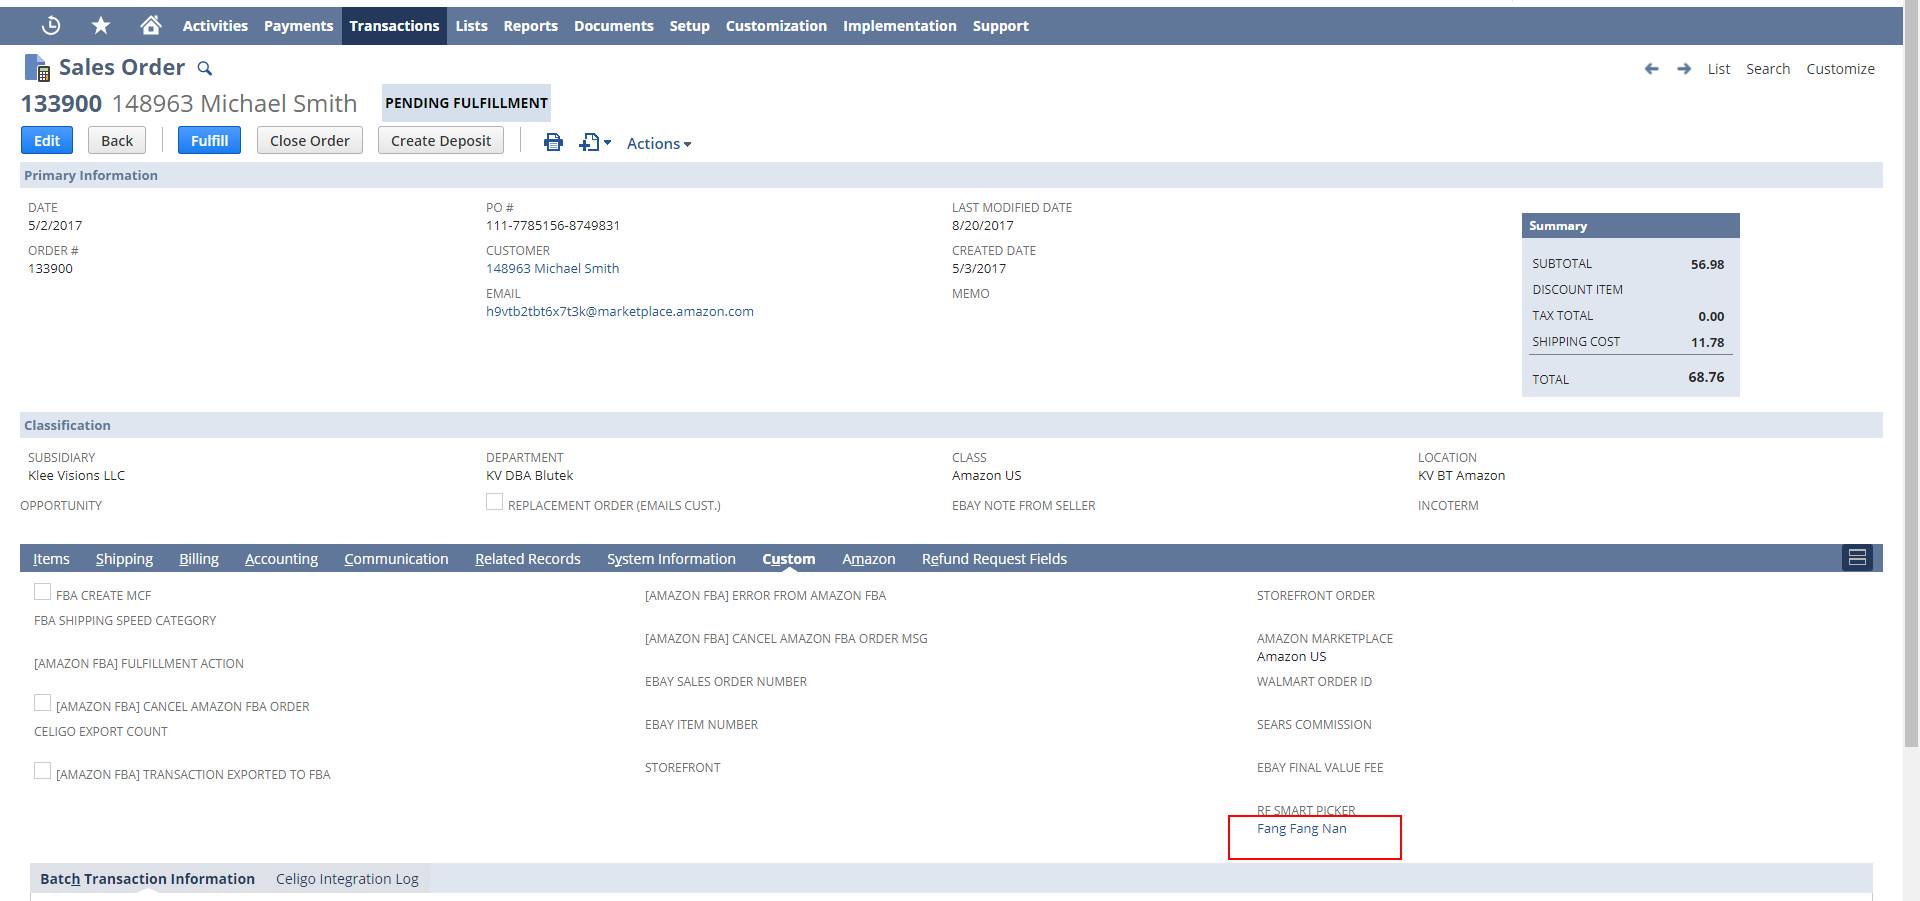 Activities Payments Transactions Lists Reports Documents Setup Customization Implementation Support
Sales Order
List Search Customize
133900 148963 Michael Smith PENDING FULFILLMENT
Edit Back Fulfill Close Order Create Deposit Actions
Primary Information
DATE
5/2/2017
ORDER #
133900
PO #
111-7785156-8749831
CUSTOMER
148963 Michael Smith
EMAIL
h9vtb2tbt6x7t3k@marketplace.amazon.com
LAST MODIFIED DATE
8/20/2017
CREATED DATE
5/3/2017
MEMO
Summary
SUBTOTAL 56.98
DISCOUNT ITEM
TAX TOTAL 0.00
SHIPPING COST 11.78
TOTAL 68.76
Classification
SUBSIDIARY
Klee Visions LLC
OPPORTUNITY
DEPARTMENT
KV DBA Blutek
REPLACEMENT ORDER (EMAILS CUST.)
CLASS
Amazon US
EBAY NOTE FROM SELLER
LOCATION
KV BT Amazon
INCOTERM
Items Shipping Billing Accounting Communication Related Records System Information Custom Amazon Refund Request Fields
FBA CREATE MCF
FBA SHIPPING SPEED CATEGORY
[AMAZON FBA] FULFILLMENT ACTION
[AMAZON FBA] CANCEL AMAZON FBA ORDER
CELIGO EXPORT COUNT
[AMAZON FBA] TRANSACTION EXPORTED TO FBA
[AMAZON FBA] ERROR FROM AMAZON FBA
[AMAZON FBA] CANCEL AMAZON FBA ORDER MSG
EBAY SALES ORDER NUMBER
EBAY ITEM NUMBER
STOREFRONT
STOREFRONT ORDER
AMAZON MARKETPLACE
Amazon US
WALMART ORDER ID
SEARS COMMISSION
EBAY FINAL VALUE FEE
RF SMART PICKER
Fang Fang Nan
Batch Transaction Information Celigo Integration Log